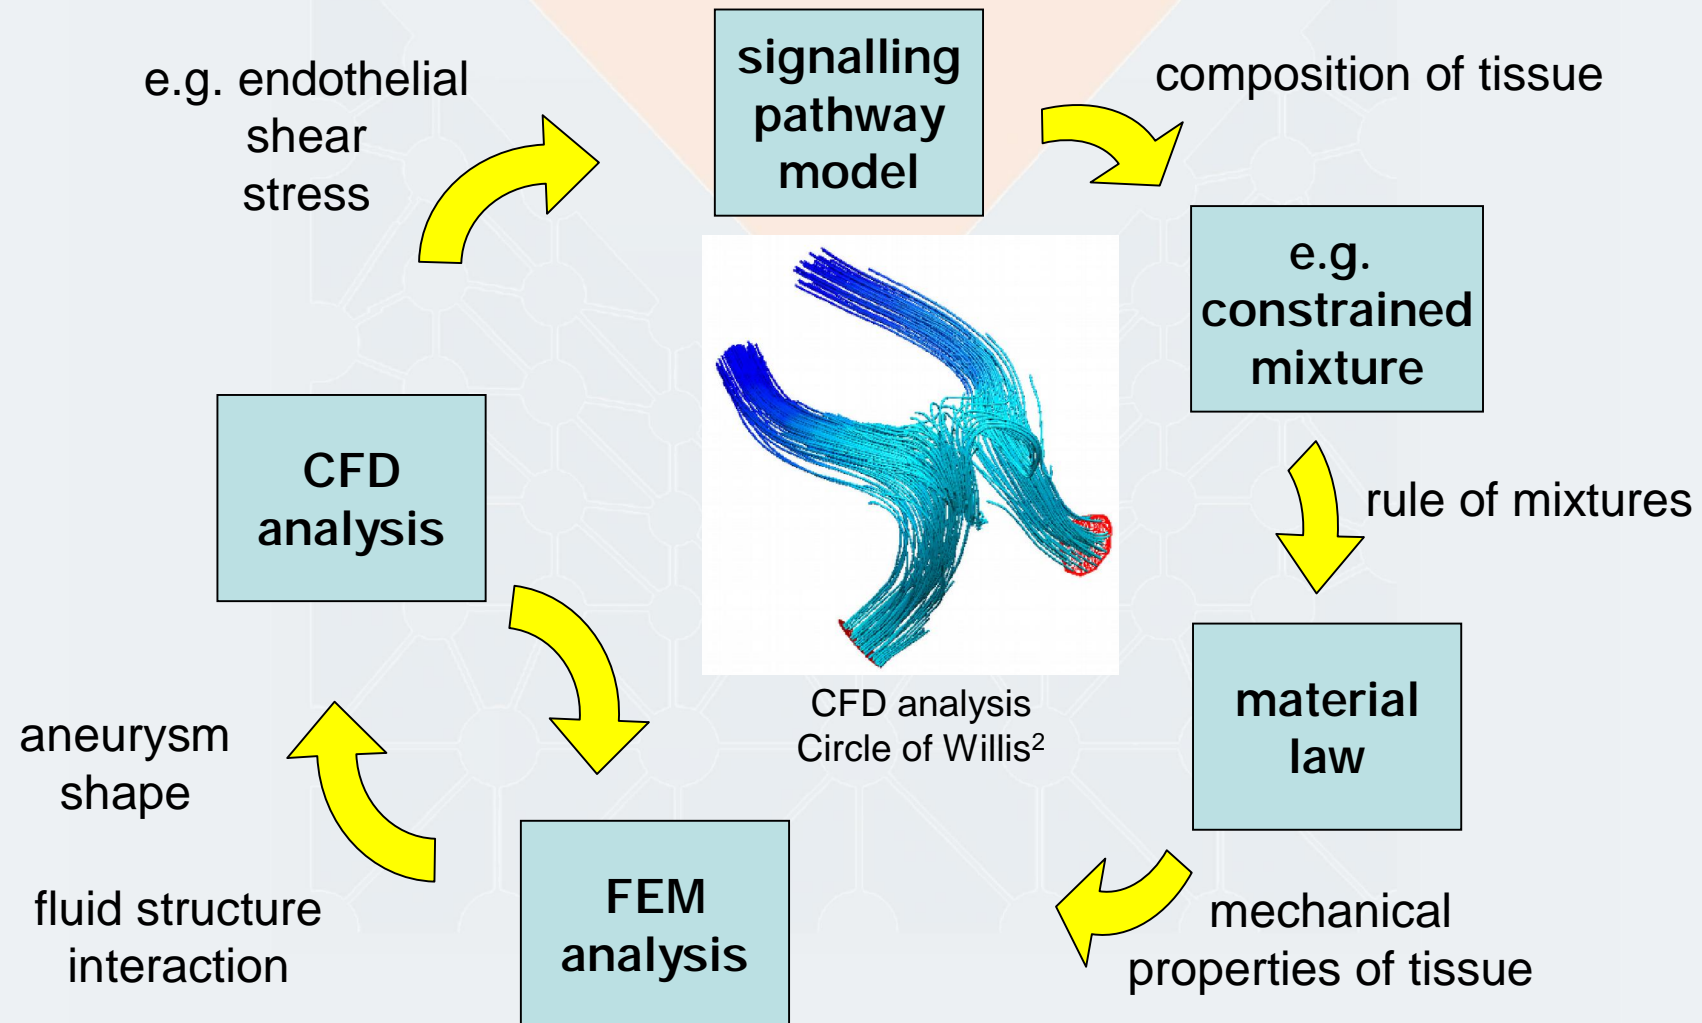 signalling
pathway
model
composition of tissue
e.g.
constrained
mixture
rule of mixtures
material
law
mechanical
properties of tissue
FEM
analysis
fluid structure
interaction
aneurysm
shape
CFD
analysis
e.g. endothelial
shear
stress
CFD analysis
Circle of Willis²